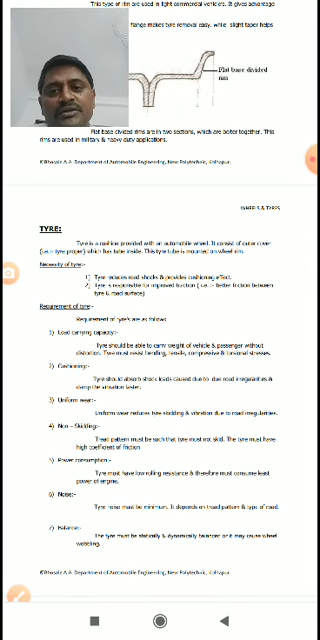 This type of rim are used in light commercial vehicle's. It gives advantage
flange makes tyre removal easy, while slight taper helps
Flat base divided
rim
Flat base divided rims are in two sections, which are bolter together. This
rims are used in military & heavy duty applications.
©Bhosale A.A. Department of Automobile Engineering, New Polytechnic, Kolhapur.
WHEELS & TYRES
TYRE:
Tyre is a cushion provided with an automobile wheel. It consist of outer cover
(i.e.:- tyre proper) which has tube inside. This tyre tube is mounted on wheel rim.
Necessity of tyre:-
1) Tyre reduces road shocks & provides cushioning effect.
2) Tyre is responsible for improved traction ( i.e. :- better friction between
tyre & road surface)
Requirement of tyre:-
Requirement of tyre's are as follows
1) Load carrying capacity:-
Tyre should be able to carry weight of vehicle & passenger without
distortion. Tyre must resist bending, tensile, compressive & torsional stresses.
2) Cushioning:-
Tyre should absorb shock loads caused due to due road irregularities &
damp the vibration faster.
3) Uniform wear:-
Uniform wear reduces tyre skidding & vibration due to road irregularities.
4) Non – Skidding:-
Tread pattern must be such that tyre must not skid. The tyre must have
high coefficient of friction
5) Power consumption:-
Tyre must have low rolling resistance & therefore must consume least
power of engine.
6) Noise:-
Tyre noise must be minimum. It depends on tread pattern & type of road.
7) Balance:-
The tyre must be statically & dynamically balanced or it may cause wheel
wobbling.
©Bhosale A.A. Department of Automobile Engineering, New Polytechnic, Kolhapur.